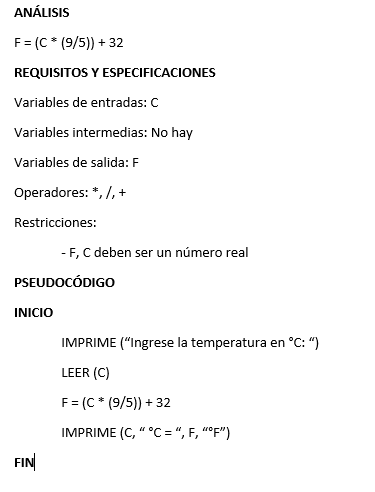 ANÁLISIS
F = (C * (9/5)) + 32
REQUISITOS Y ESPECIFICACIONES
Variables de entradas: C
Variables intermedias: No hay
Variables de salida: F
Operadores: *, /, +
Restricciones:
- F, C deben ser un número real
PSEUDOCÓDIGO
INICIO
IMPRIME (“Ingrese la temperatura en °C: “)
LEER (C)
F = (C * (9/5)) + 32
IMPRIME (C, “ °C = “, F, “°F”)
FIN